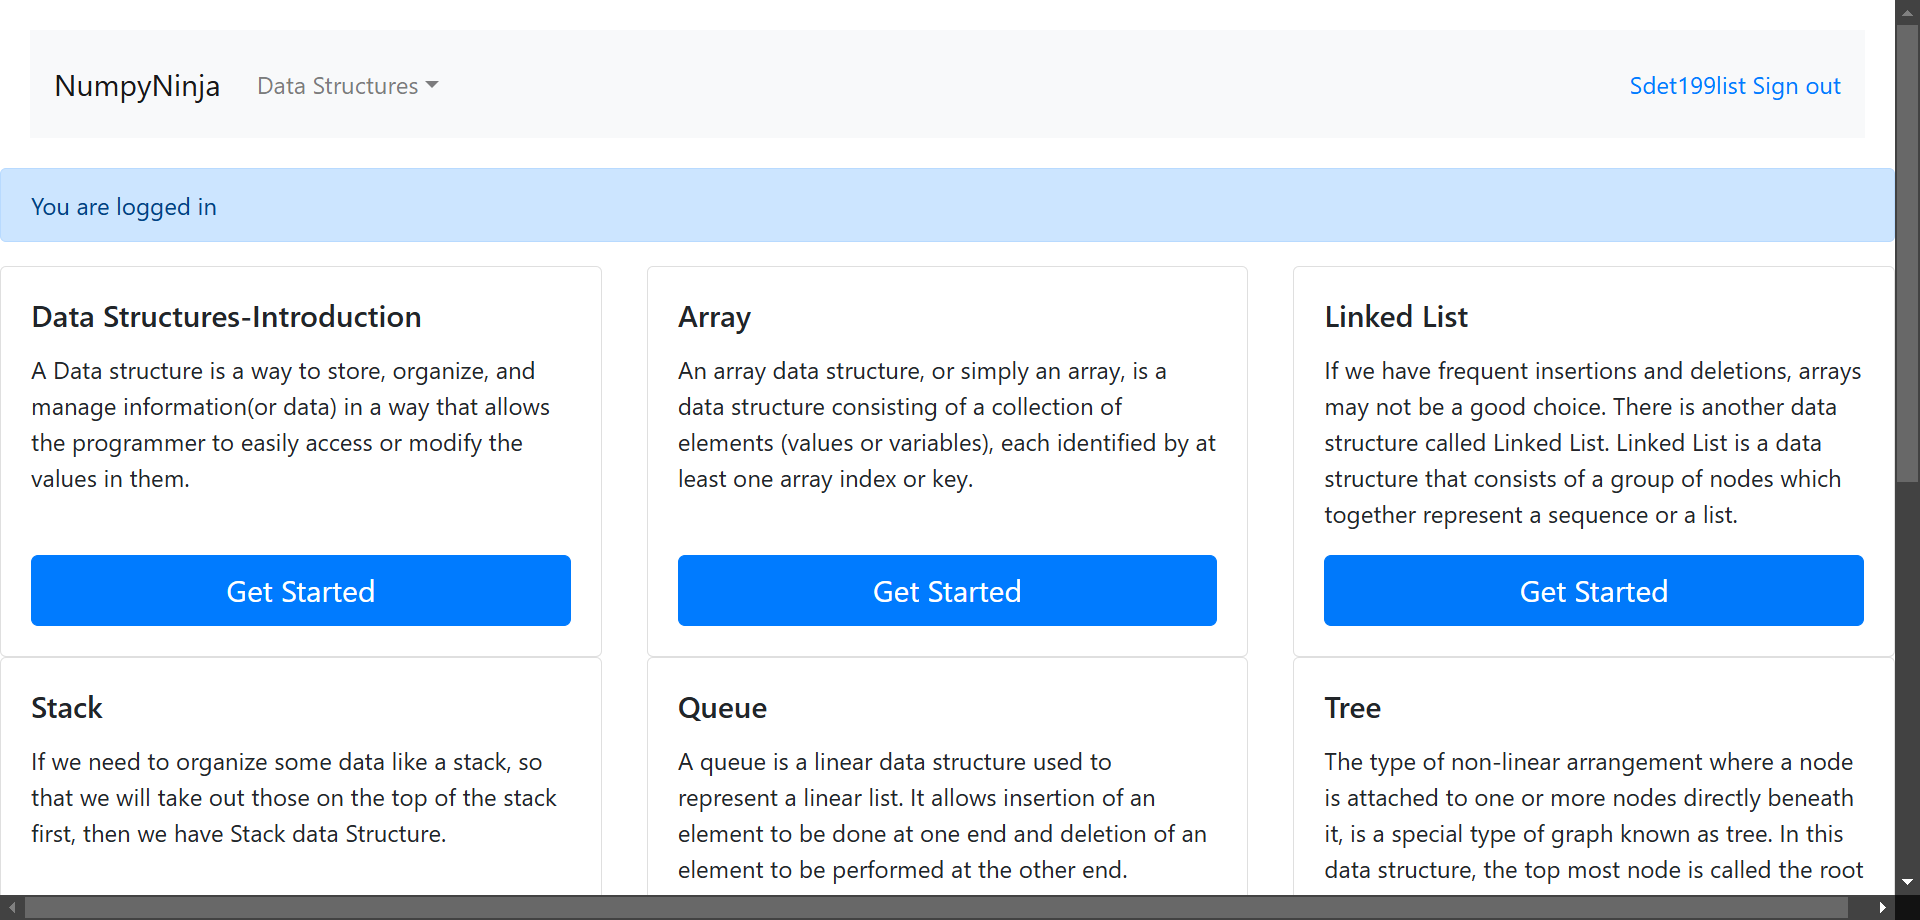 NumpyNinja
Data Structures
Sdet199list Sign out
You are logged in
Data Structures-Introduction
A Data structure is a way to store, organize, and
manage information(or data) in a way that allows
the programmer to easily access or modify the
values in them.
Get Started
Array
An array data structure, or simply an array, is a
data structure consisting of a collection of
elements (values or variables), each identified by at
least one array index or key.
Get Started
Linked List
If we have frequent insertions and deletions, arrays
may not be a good choice. There is another data
structure called Linked List. Linked List is a data
structure that consists of a group of nodes which
together represent a sequence or a list.
Get Started
Stack
If we need to organize some data like a stack, so
that we will take out those on the top of the stack
first, then we have Stack data Structure.
Queue
A queue is a linear data structure used to
represent a linear list. It allows insertion of an
element to be done at one end and deletion of an
element to be performed at the other end.
Tree
The type of non-linear arrangement where a node
is attached to one or more nodes directly beneath
it, is a special type of graph known as tree. In this
data structure, the top most node is called the root